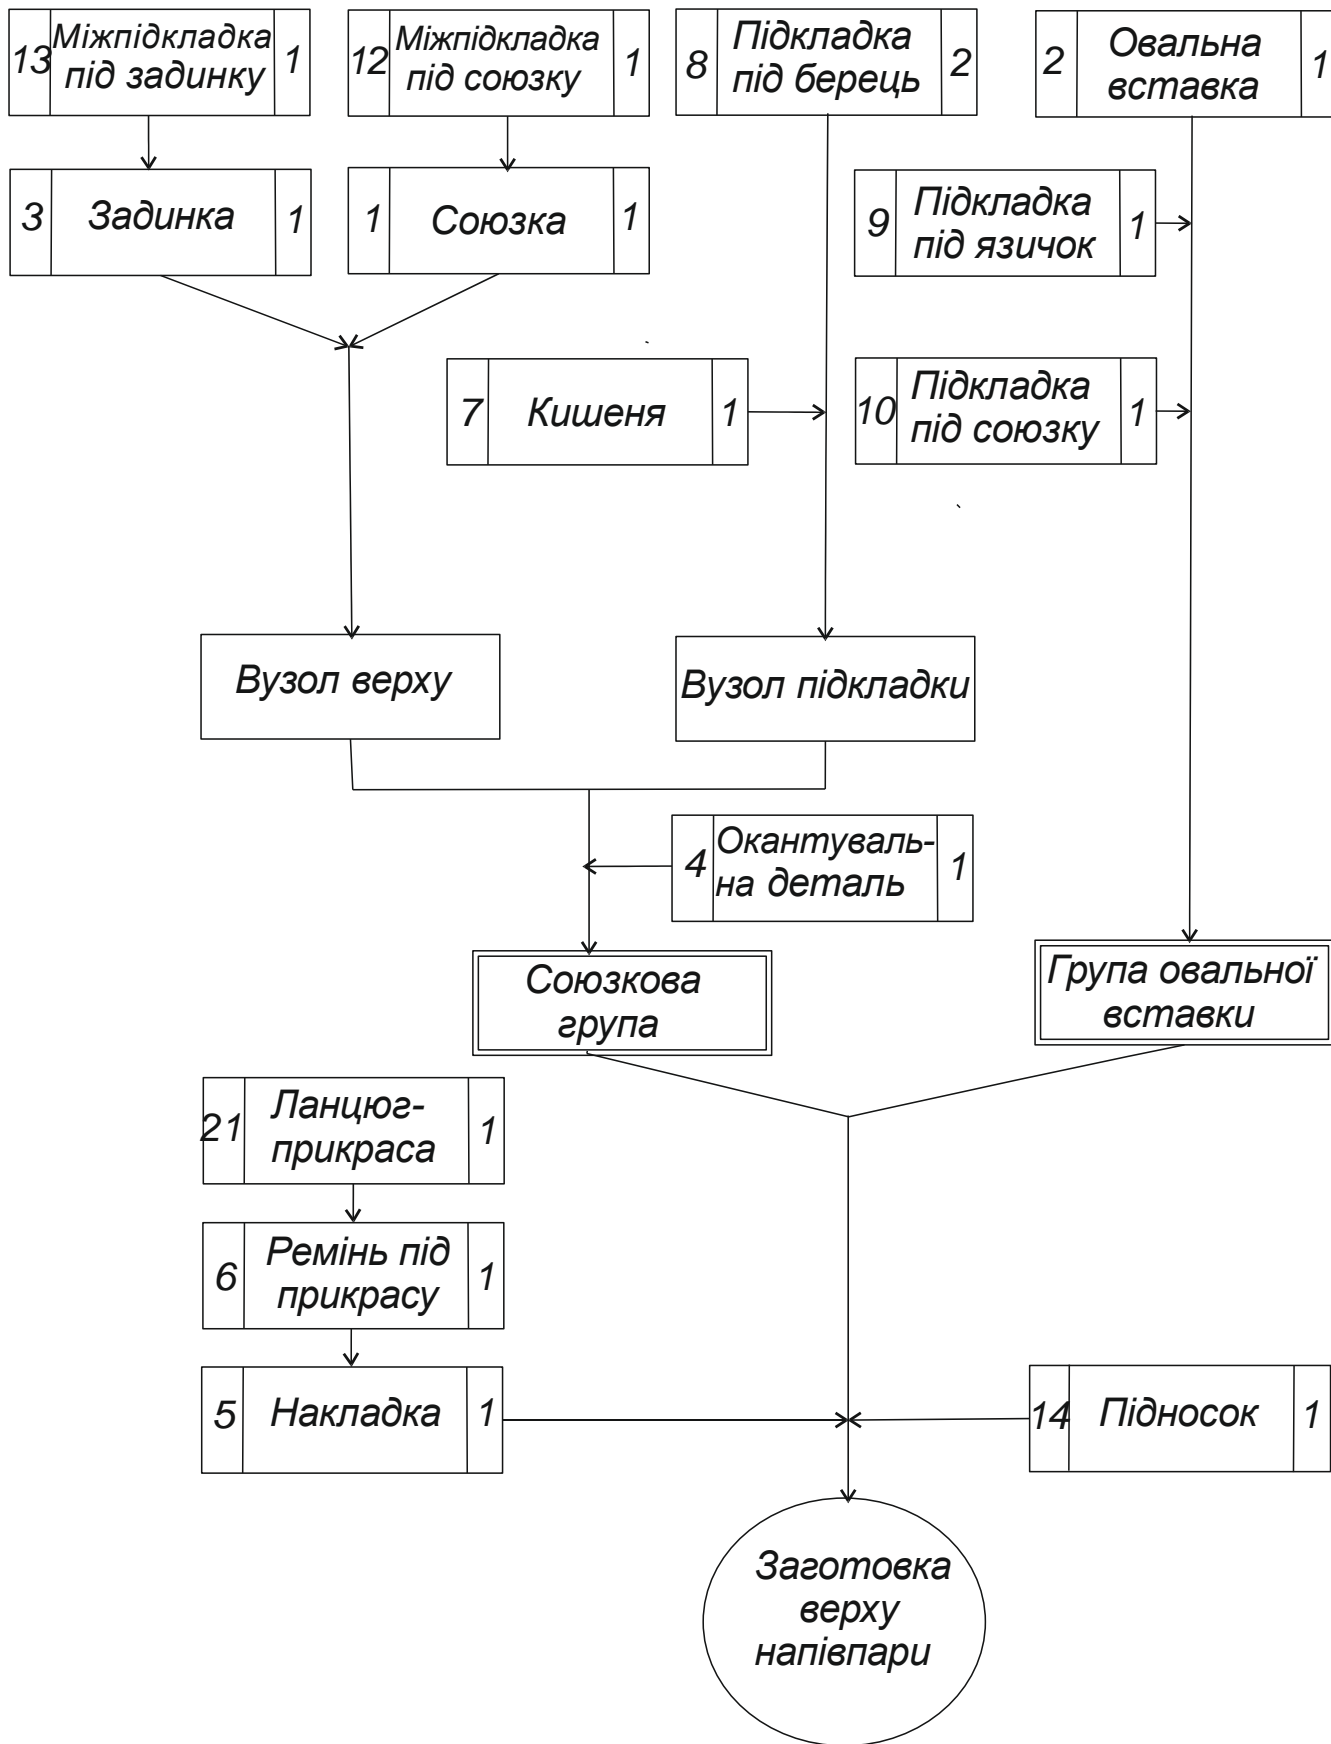 13 Міжпідкладка під задинку 1
12 Міжпідкладка під союзку 1
8 Підкладка під берець 2
2 Овальна вставка 1
3 Задинка 1
1 Союзка 1
9 Підкладка під язичок 1
7 Кишеня 1
10 Підкладка під союзку 1
Вузол верху
Вузол підкладки
4 Окантуваль-
на деталь 1
Союзкова
група
Група овальної
вставки
21 Ланцюг-
прикраса 1
6 Ремінь під
прикрасу 1
5 Накладка 1
14 Підносок 1
Заготовка
верху
напівпари